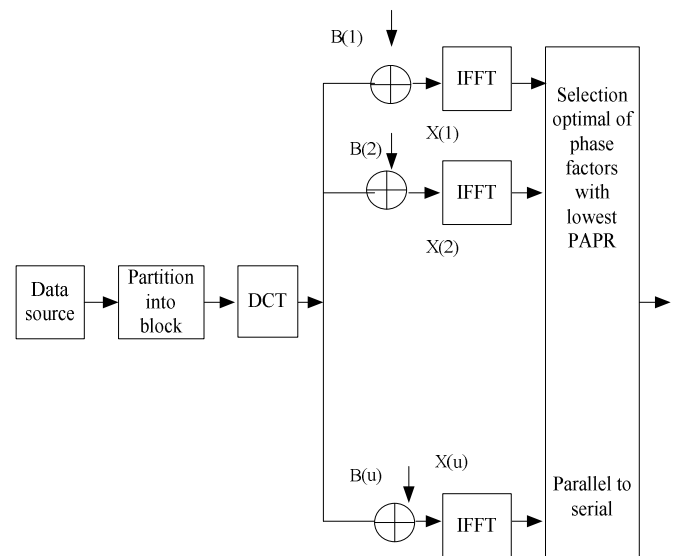 B(1)
IFFT
X(1)
B(2)
IFFT
X(2)
Data
source
Partition
into
block
DCT
B(u)
X(u)
IFFT
Selection
optimal of
phase
factors
with
lowest
PAPR
Parallel to
serial